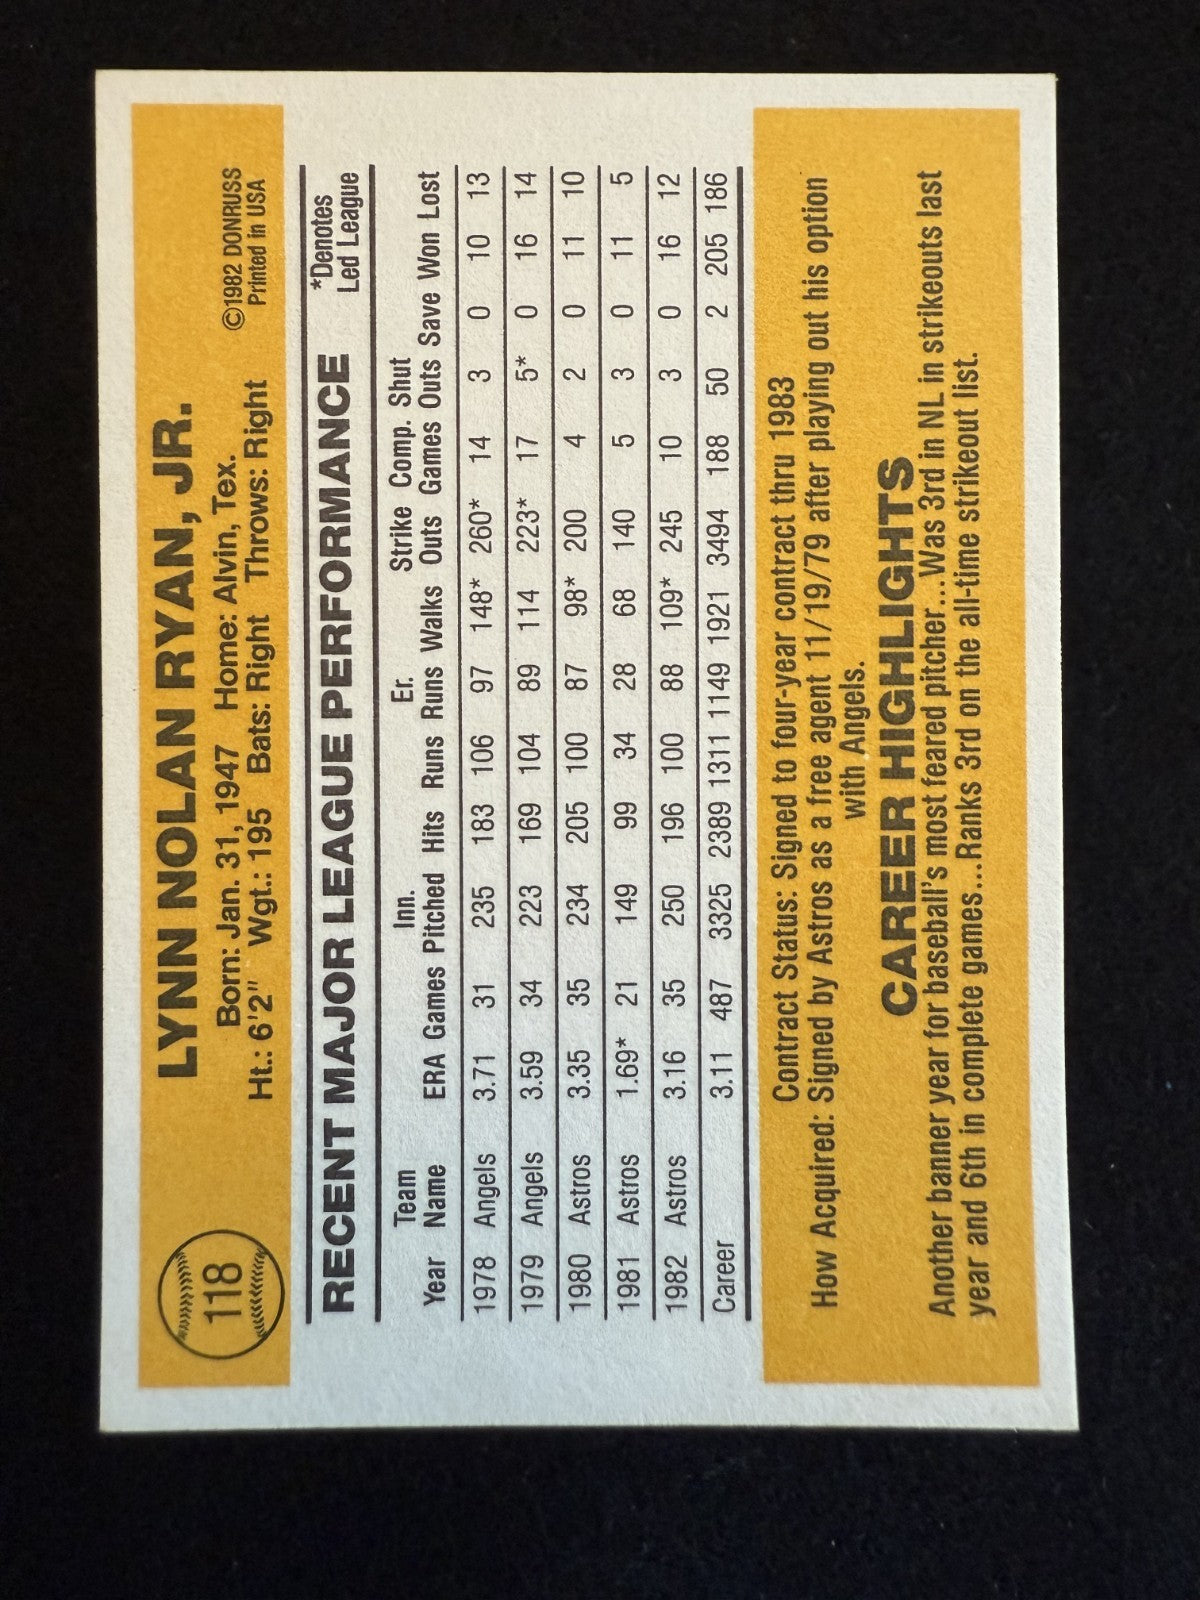 118
LYNN NOLAN RYAN, JR.
Born: Jan. 31, 1947 Home: Alvin, Tex. ©1982 DONRUSS
Ht.: 6'2" Wgt.: 195 Bats: Right Throws: Right Printed in USA
RECENT MAJOR LEAGUE PERFORMANCE *Denotes Led League
Team Inn. Er. Strike Comp. Shut
Year Name ERA Games Pitched Hits Runs Runs Walks Outs Games Outs Save Won Lost
1978 Angels 3.71 31 235 183 106 97 148* 260* 14 3 0 10 13
1979 Angels 3.59 34 223 169 104 89 114 223* 17 5* 0 16 14
1980 Astros 3.35 35 234 205 100 87 98* 200 4 2 0 11 10
1981 Astros 1.69* 21 149 99 34 28 68 140 5 3 0 11 5
1982 Astros 3.16 35 250 196 100 88 109* 245 10 3 0 16 12
Career 3.11 487 3325 2389 1311 1149 1921 3494 188 50 2 205 186
Contract Status: Signed to four-year contract thru 1983
How Acquired: Signed by Astros as a free agent 11/19/79 after playing out his option
with Angels.
CAREER HIGHLIGHTS
Another banner year for baseball's most feared pitcher...Was 3rd in NL in strikeouts last
year and 6th in complete games...Ranks 3rd on the all-time strikeout list.